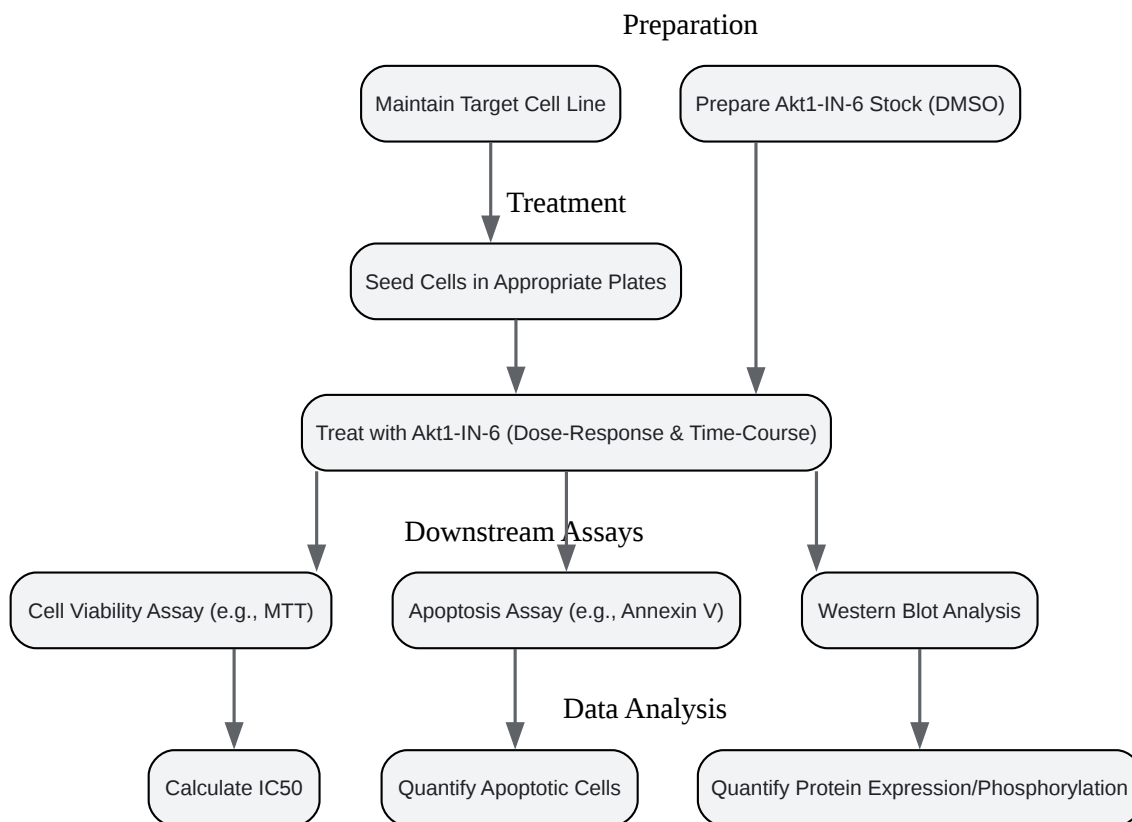 Preparation
Maintain Target Cell Line
Prepare Akt1-IN-6 Stock (DMSO)
Treatment
Seed Cells in Appropriate Plates
Treat with Akt1-IN-6 (Dose-Response & Time-Course)
Downstream Assays
Cell Viability Assay (e.g., MTT)
Apoptosis Assay (e.g., Annexin V)
Western Blot Analysis
Data Analysis
Calculate IC50
Quantify Apoptotic Cells
Quantify Protein Expression/Phosphorylation